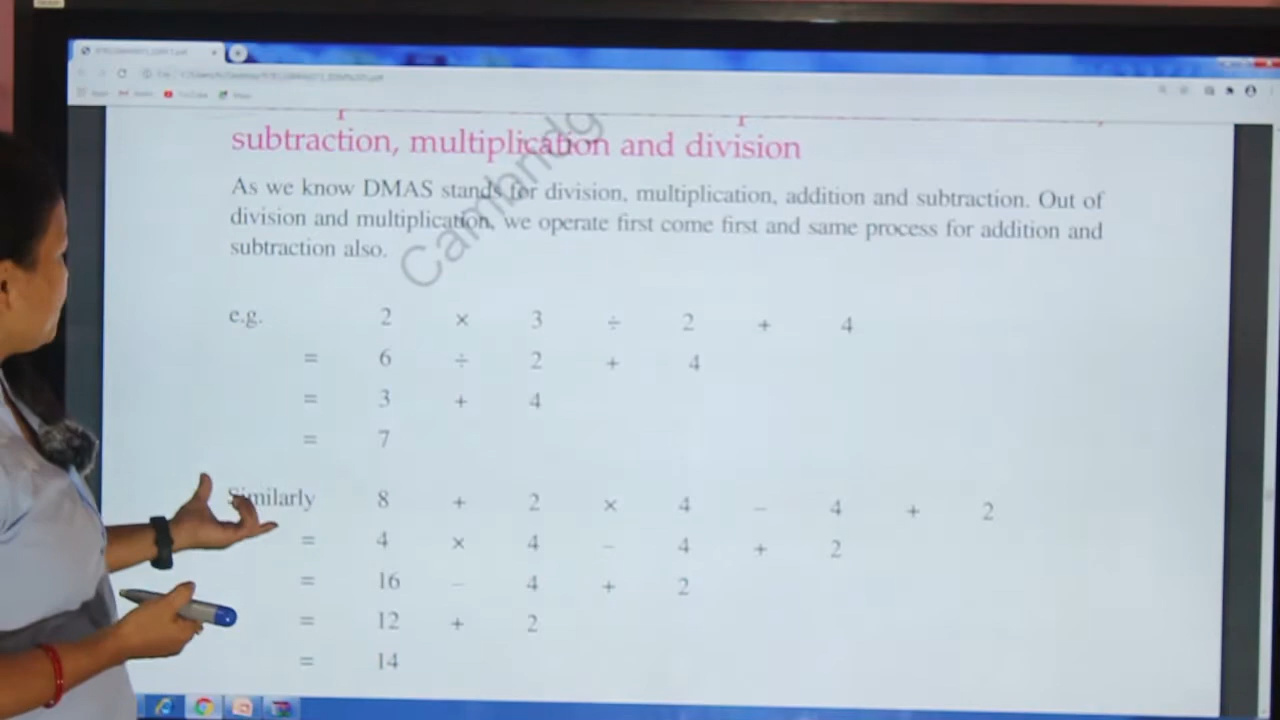 subtraction, multiplication and division
As we know DMAS stands for division, multiplication, addition and subtraction. Out of
division and multiplication, we operate first come first and same process for addition and
subtraction also.
e.g. 2 × 3 ÷ 2 + 4
= 6 ÷ 2 + 4
= 3 + 4
= 7
Similarly 8 + 2 × 4 – 4 + 2
= 4 × 4 – 4 + 2
= 16 – 4 + 2
= 12 + 2
= 14